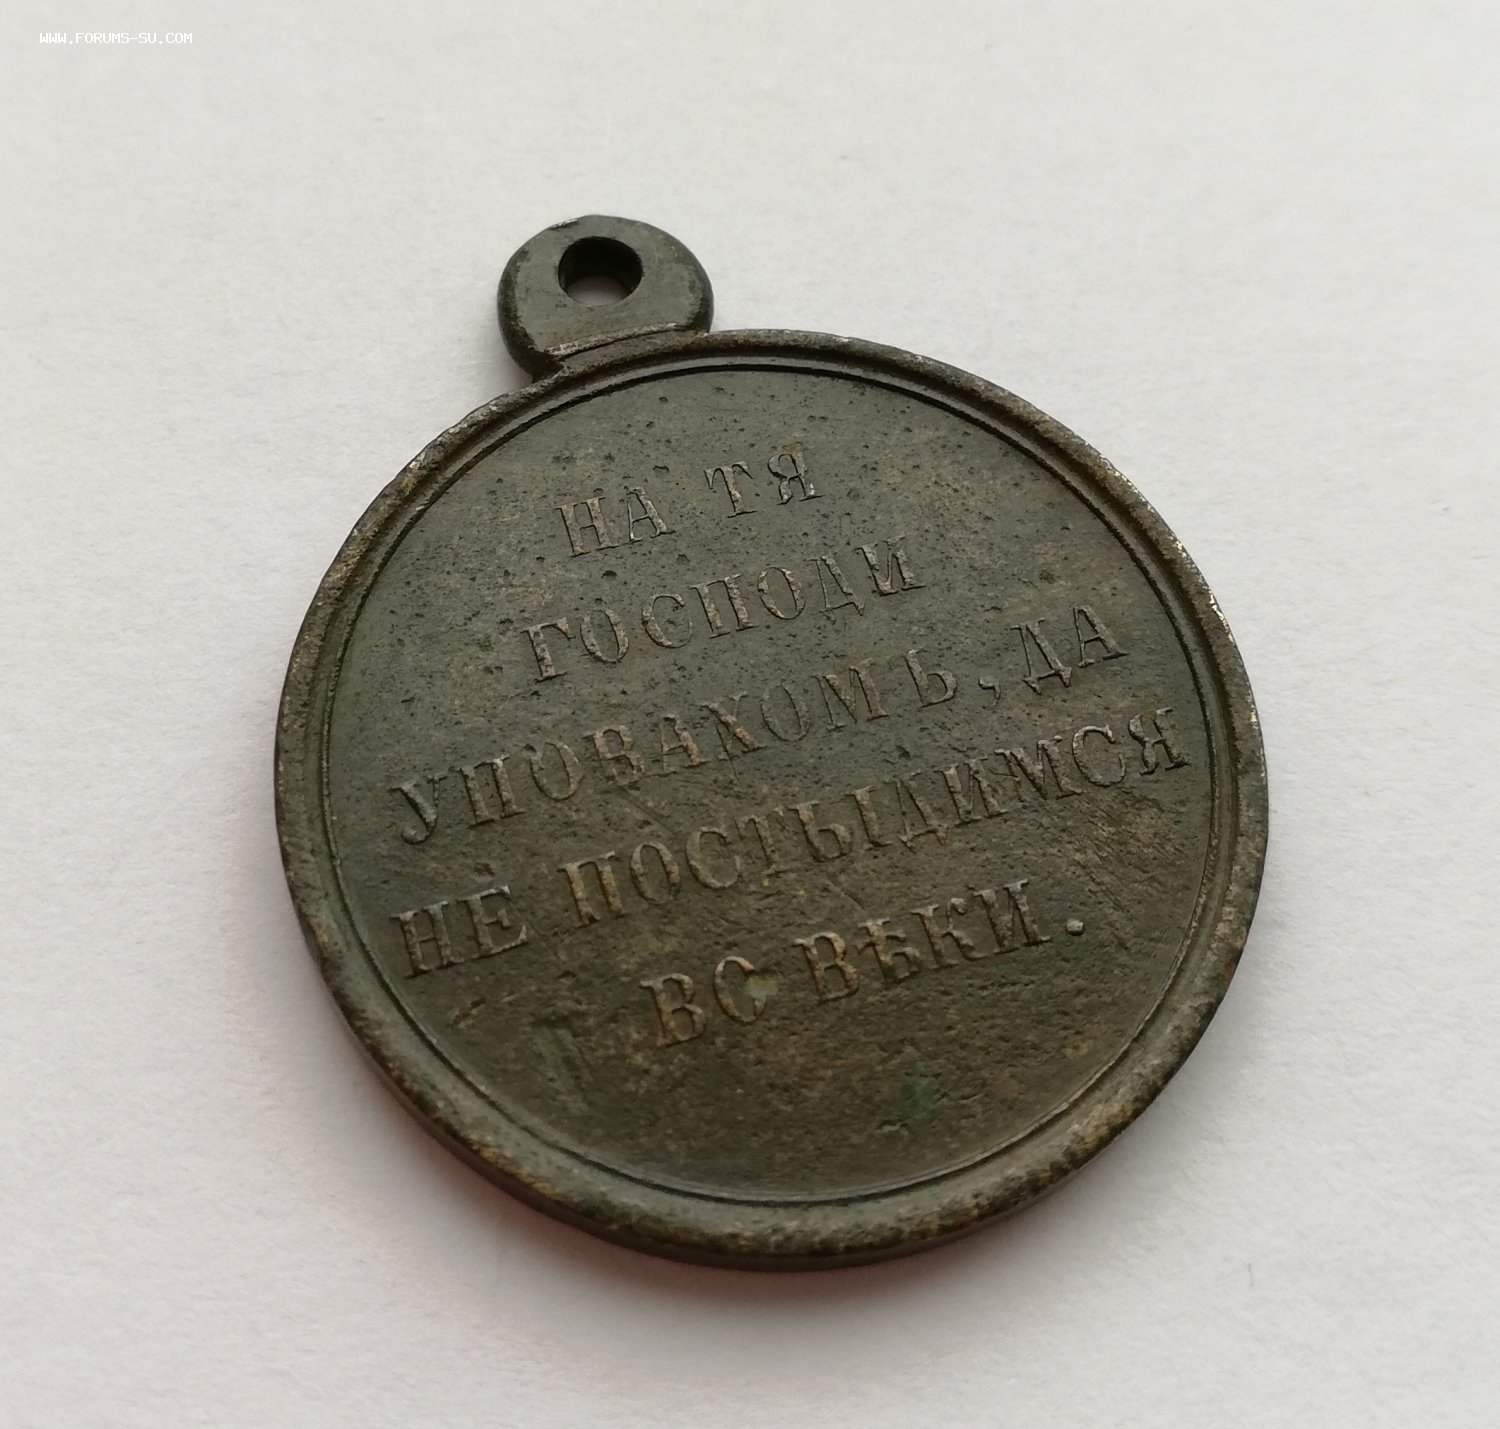 WWW.FORUMS-SU.COM
НА ТЯ
ГОСПОДИ
УПОВАХОМЪ, ДА
НЕ ПОСТЫДИМСЯ
ВО ВѢКИ.